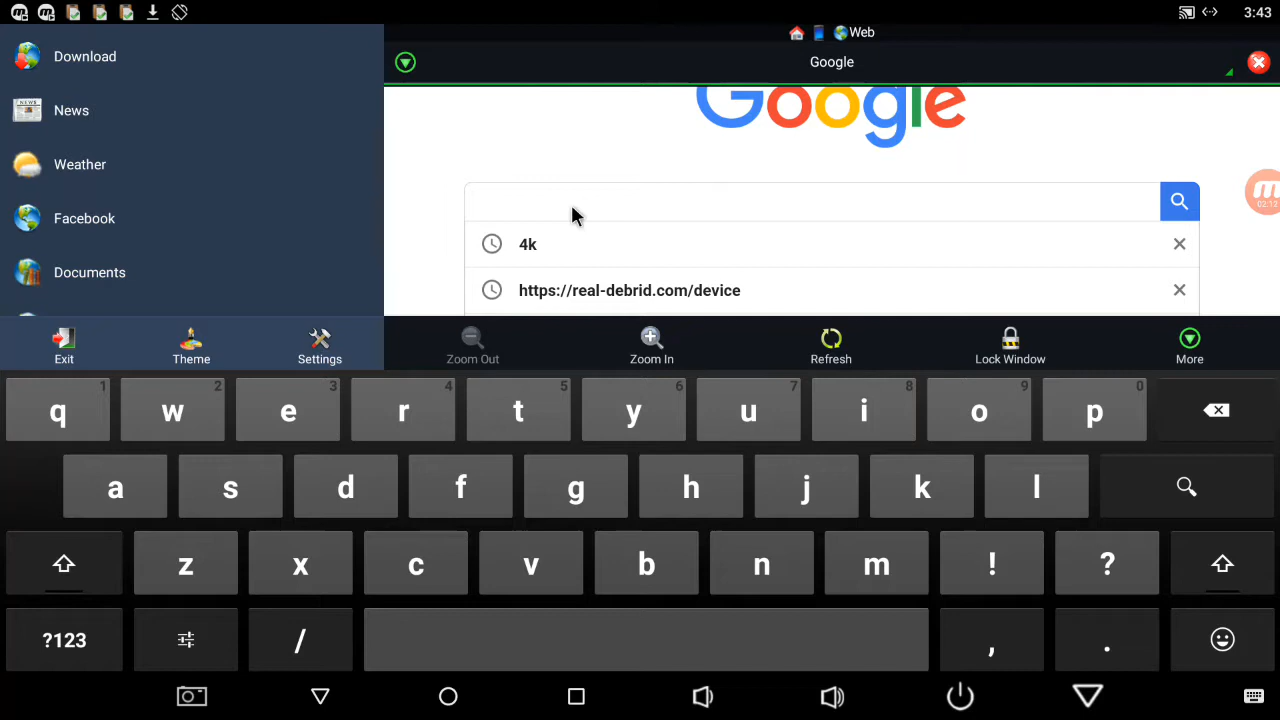 3:43
Download
News
Weather
Facebook
Documents
Exit
Theme
Settings
Web
Google
Google
4k
https://real-debrid.com/device
Zoom Out
Zoom In
Refresh
Lock Window
More
02:12
q 1 w 2 e 3 r 4 t 5 y 6 u 7 i 8 o 9 p 0
a s d f g h j k l
z x c v b n m ! ?
?123 / , .